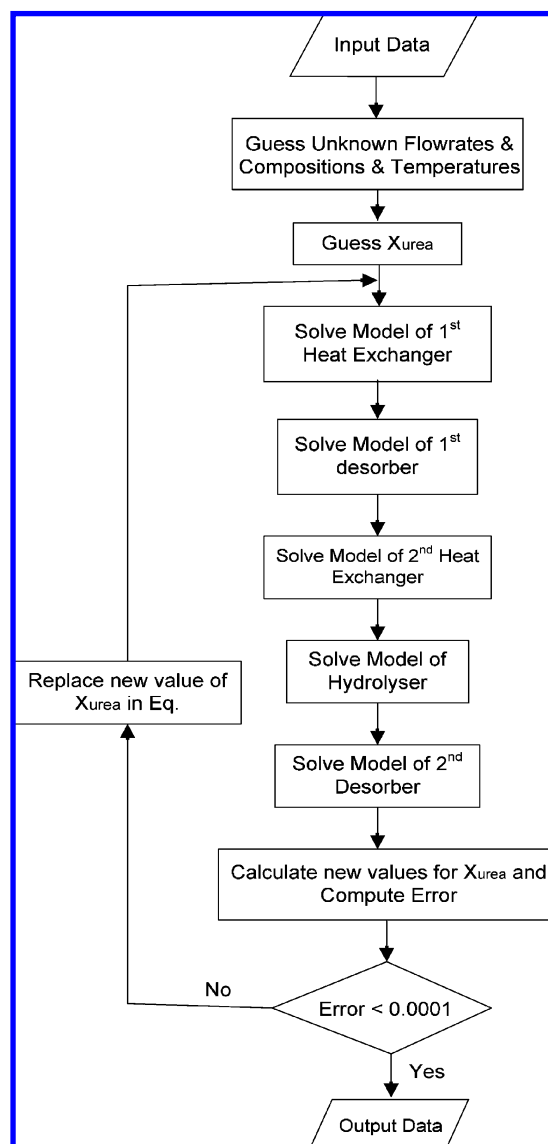 Input Data
Guess Unknown Flowrates &
Compositions & Temperatures
Guess Xurea
Solve Model of 1st
Heat Exchanger
Solve Model of 1st
desorber
Solve Model of 2nd Heat
Exchanger
Solve Model of
Hydrolyser
Replace new value of
Xurea in Eq.
Solve Model of 2nd
Desorber
Calculate new values for Xurea and
Compute Error
No
Error < 0.0001
Yes
Output Data